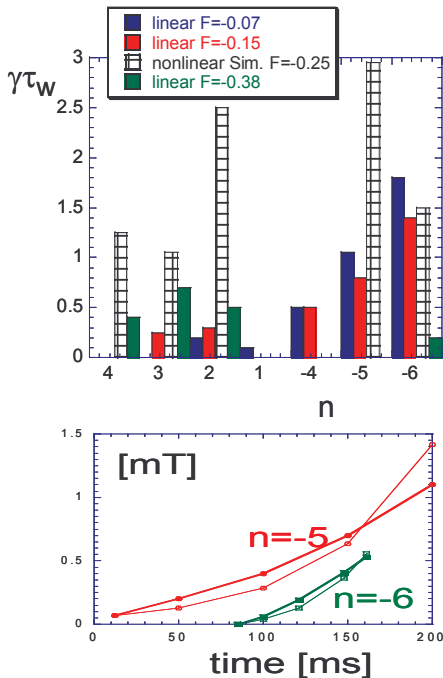 linear F=-0.07
linear F=-0.15
nonlinear Sim. F=-0.25
linear F=-0.38
γτw
3
2.5
2
1.5
1
0.5
0
4 3 2 1 -4 -5 -6
n
1.5
1
0.5
0
[mT]
n=-5
n=-6
0 50 100 150 200
time [ms]